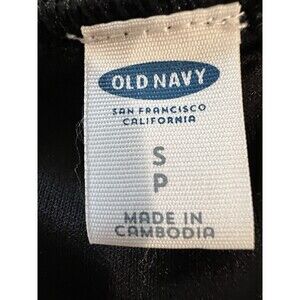 OLD NAVY
SAN FRANCISCO
CALIFORNIA
S
P
MADE IN
CAMBODIA